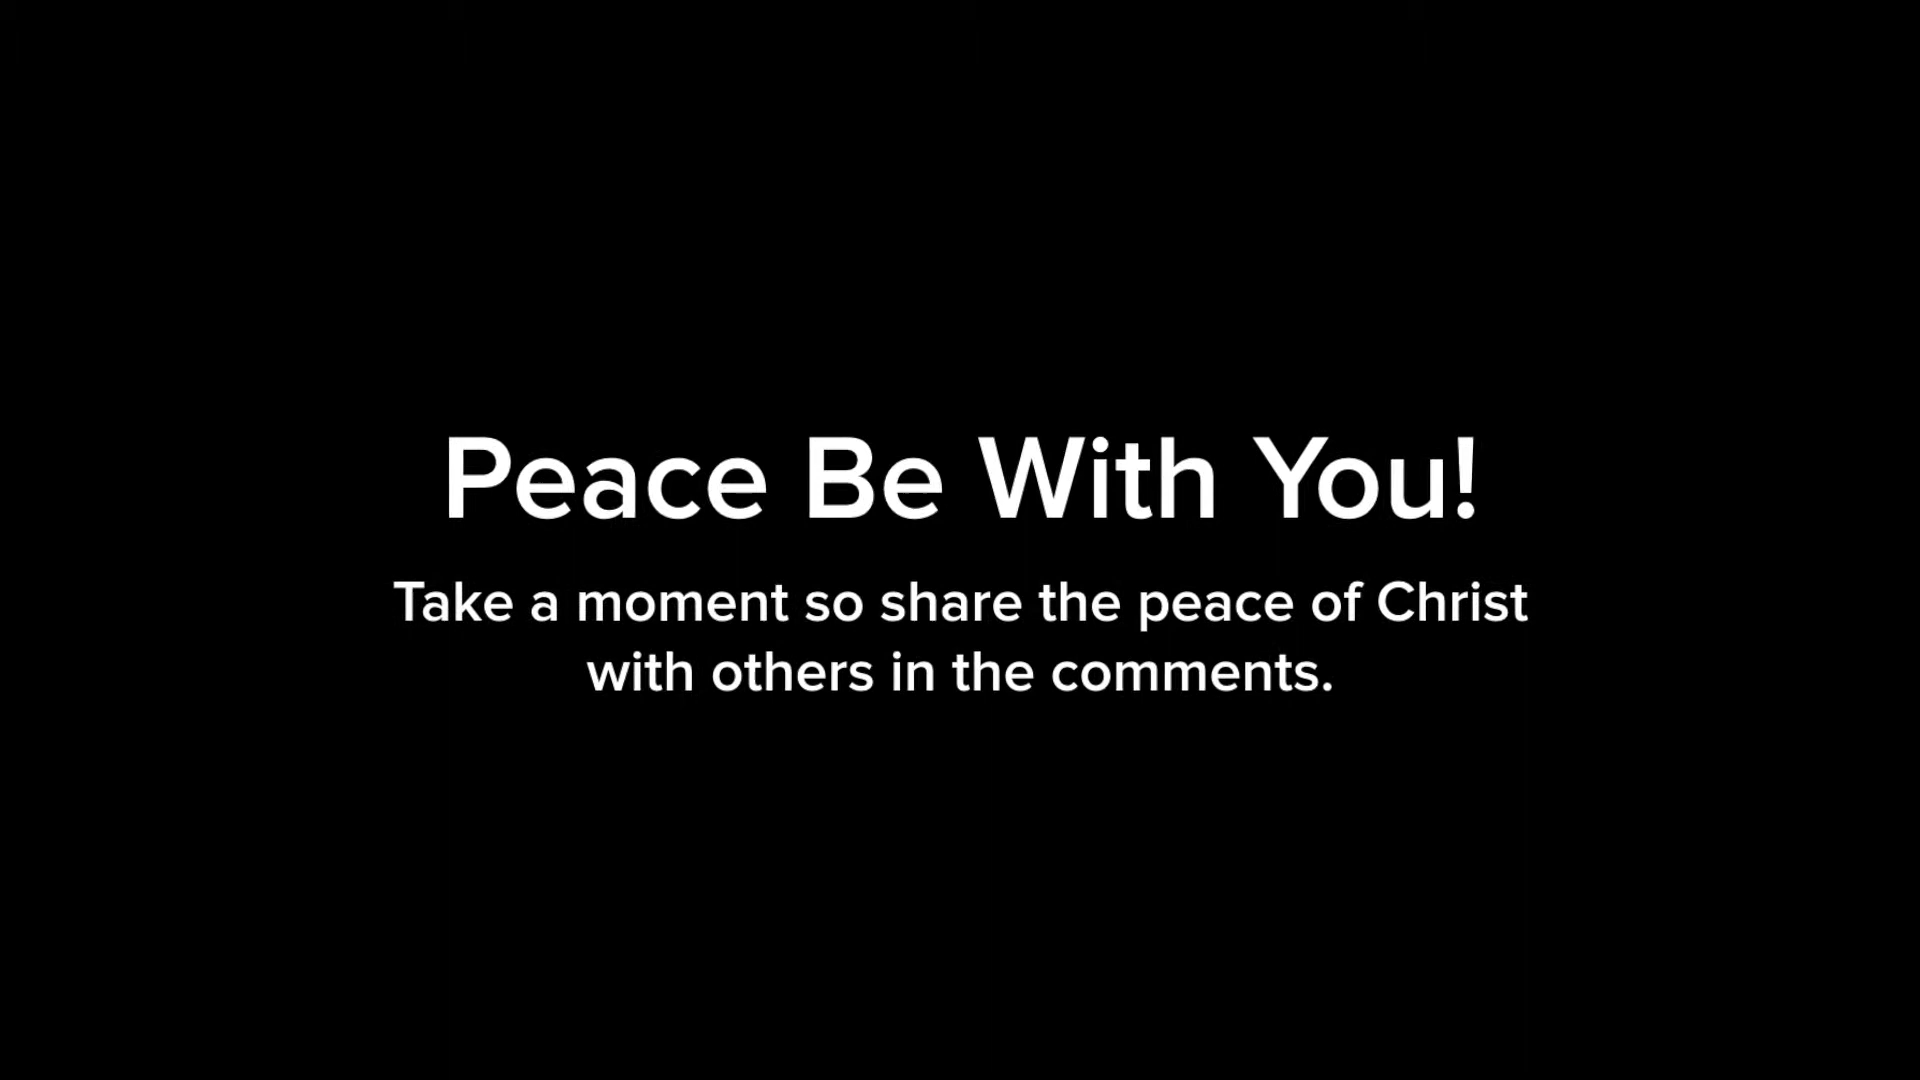 Peace Be With You!
Take a moment so share the peace of Christ
with others in the comments.